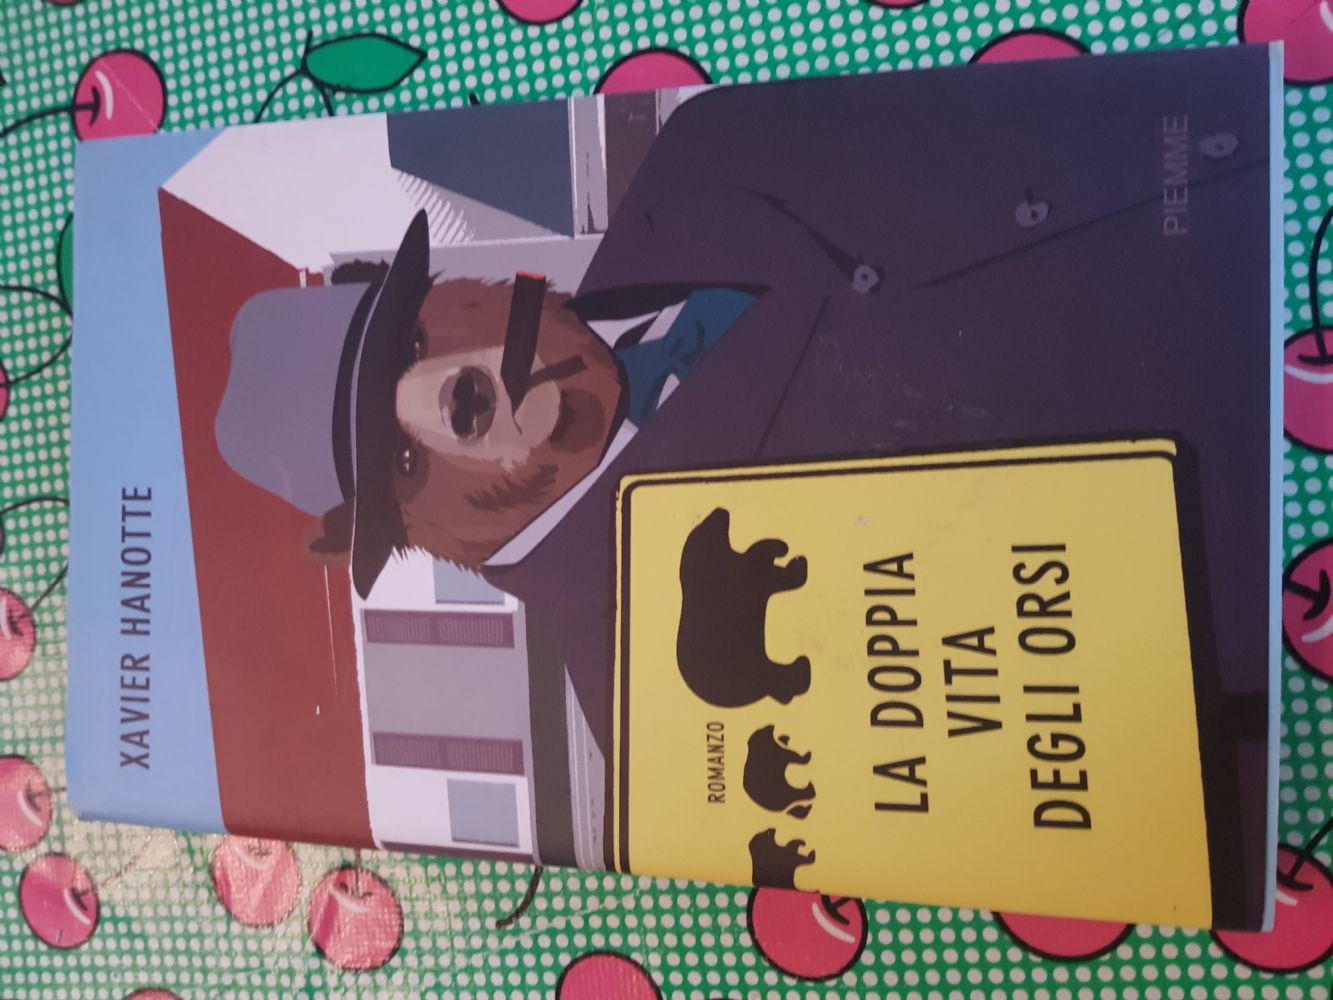 XAVIER HANOTTE
ROMANZO
LA DOPPIA
VITA
DEGLI ORSI
PIEMME